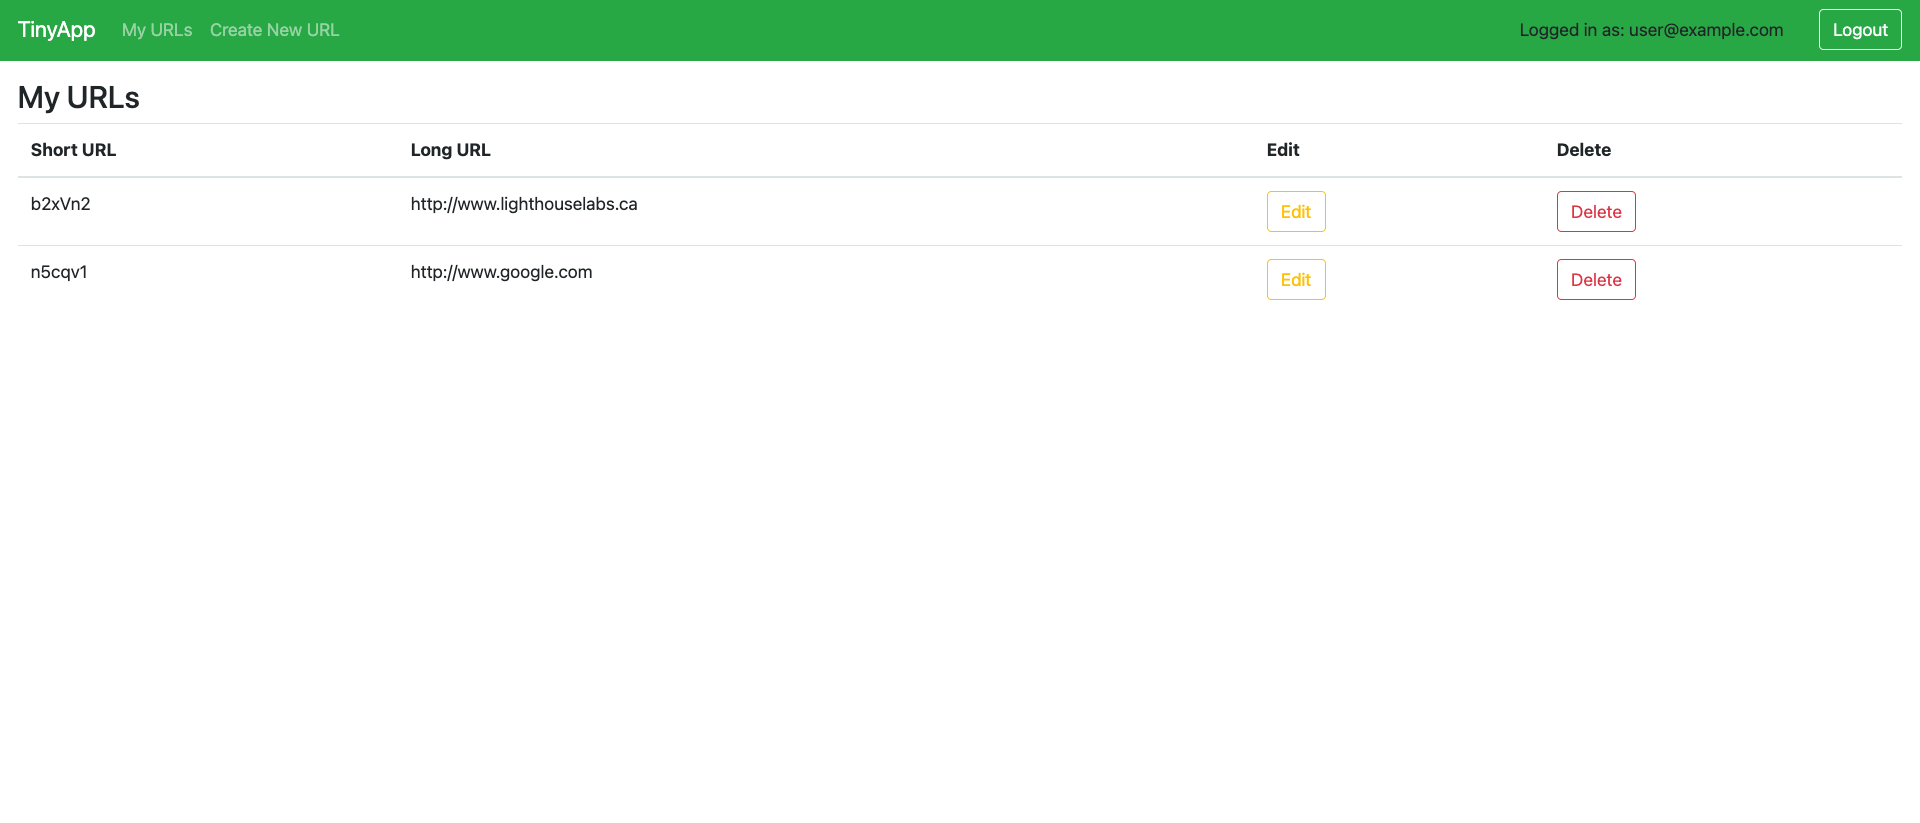 TinyApp My URLs Create New URL Logged in as: user@example.com Logout
My URLs
Short URL Long URL Edit Delete
b2xVn2 http://www.lighthouselabs.ca Edit Delete
n5cqv1 http://www.google.com Edit Delete